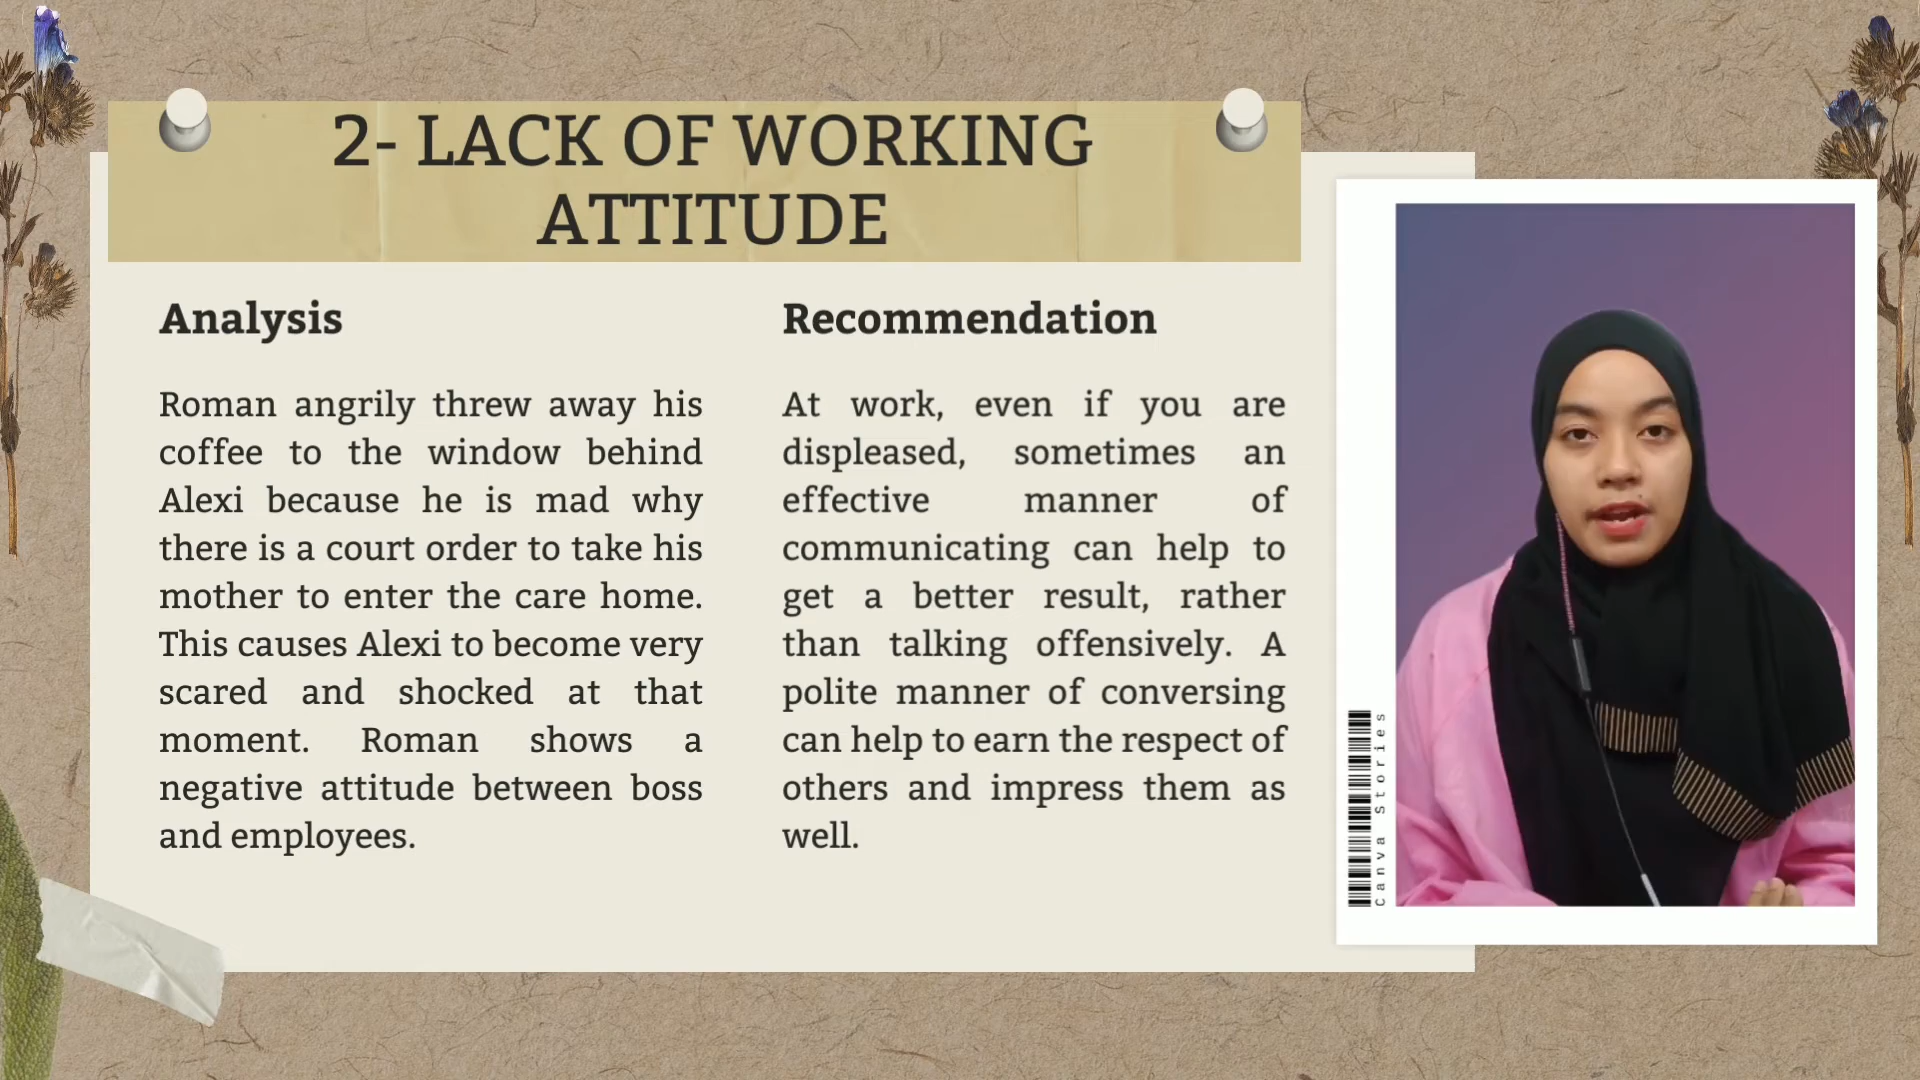 2- LACK OF WORKING
ATTITUDE
Analysis
Roman angrily threw away his
coffee to the window behind
Alexi because he is mad why
there is a court order to take his
mother to enter the care home.
This causes Alexi to become very
scared and shocked at that
moment. Roman shows a
negative attitude between boss
and employees.
Recommendation
At work, even if you are
displeased, sometimes an
effective manner of
communicating can help to
get a better result, rather
than talking offensively. A
polite manner of conversing
can help to earn the respect of
others and impress them as
well.
Canva Stories